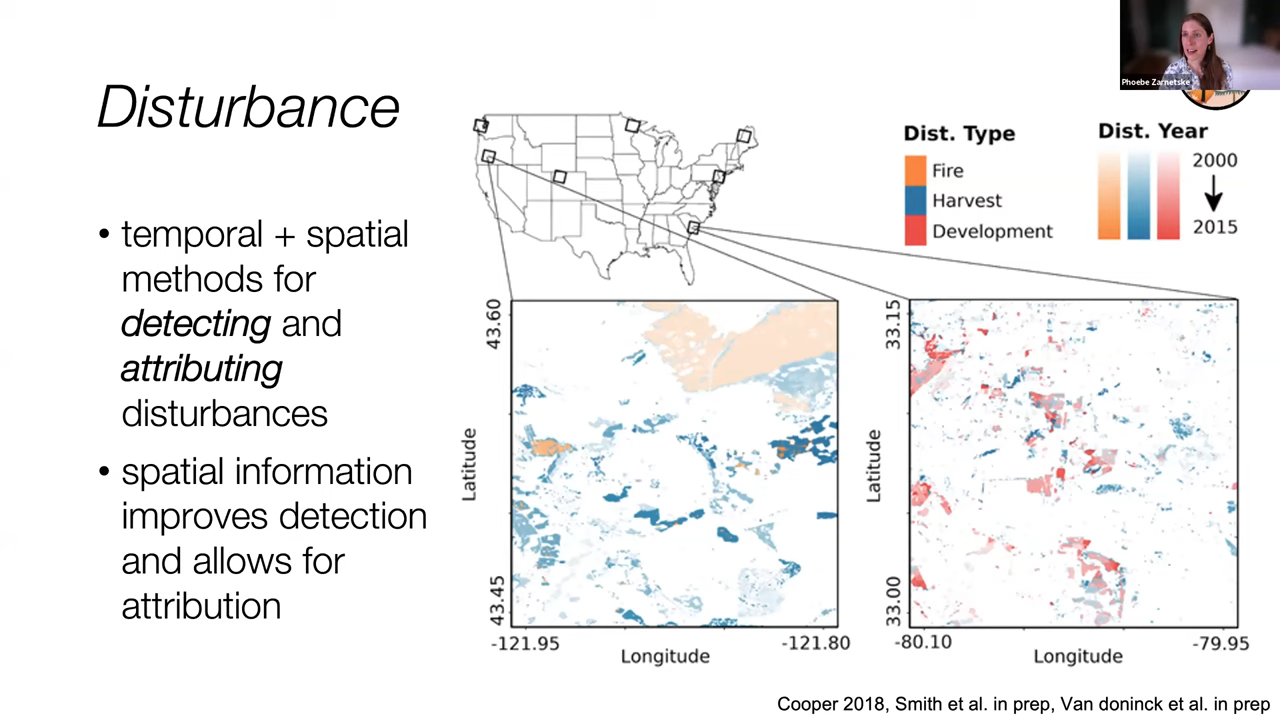 Phoebe Zarnetske
Disturbance
• temporal + spatial
methods for
detecting and
attributing
disturbances
• spatial information
improves detection
and allows for
attribution
Dist. Type
Fire
Harvest
Development
Dist. Year
2000
2015
43.60
Latitude
43.45
-121.95
-121.80
Longitude
33.15
Latitude
33.00
-80.10
-79.95
Longitude
Cooper 2018, Smith et al. in prep, Van doninck et al. in prep